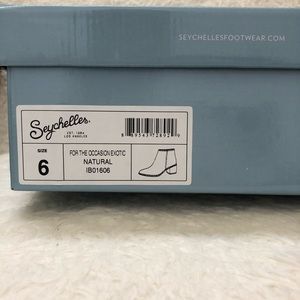 SEYCHELLESFOOTWEAR.COM
Seychelles.
EST. 1984
LOS ANGELES
SIZE
6
FOR THE OCCASION EXOTIC
NATURAL
IB01606